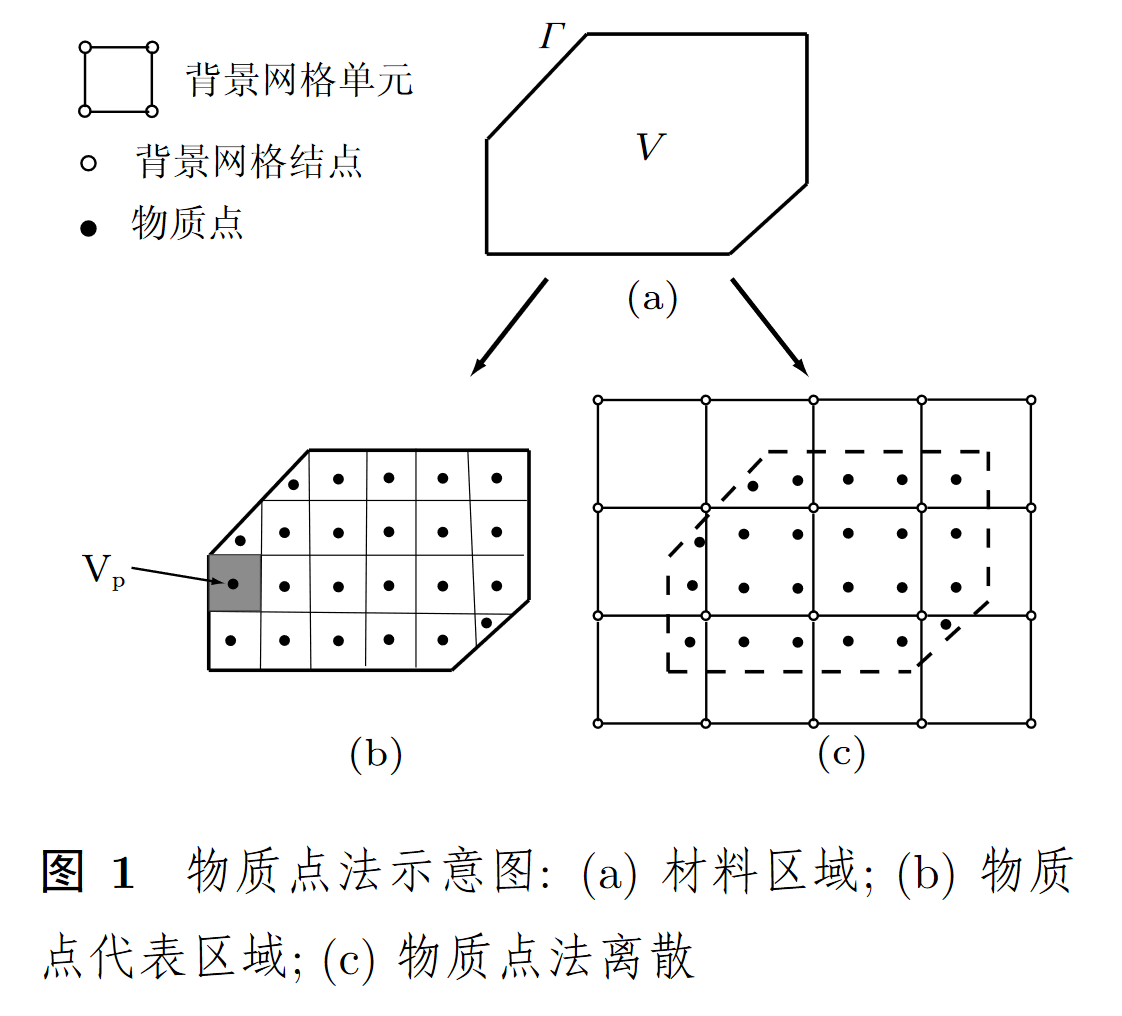 Γ
背景网格单元
V
背景网格结点
物质点
(a)
Vp
(b)
(c)
图 1 物质点法示意图: (a) 材料区域; (b) 物质
点代表区域; (c) 物质点法离散